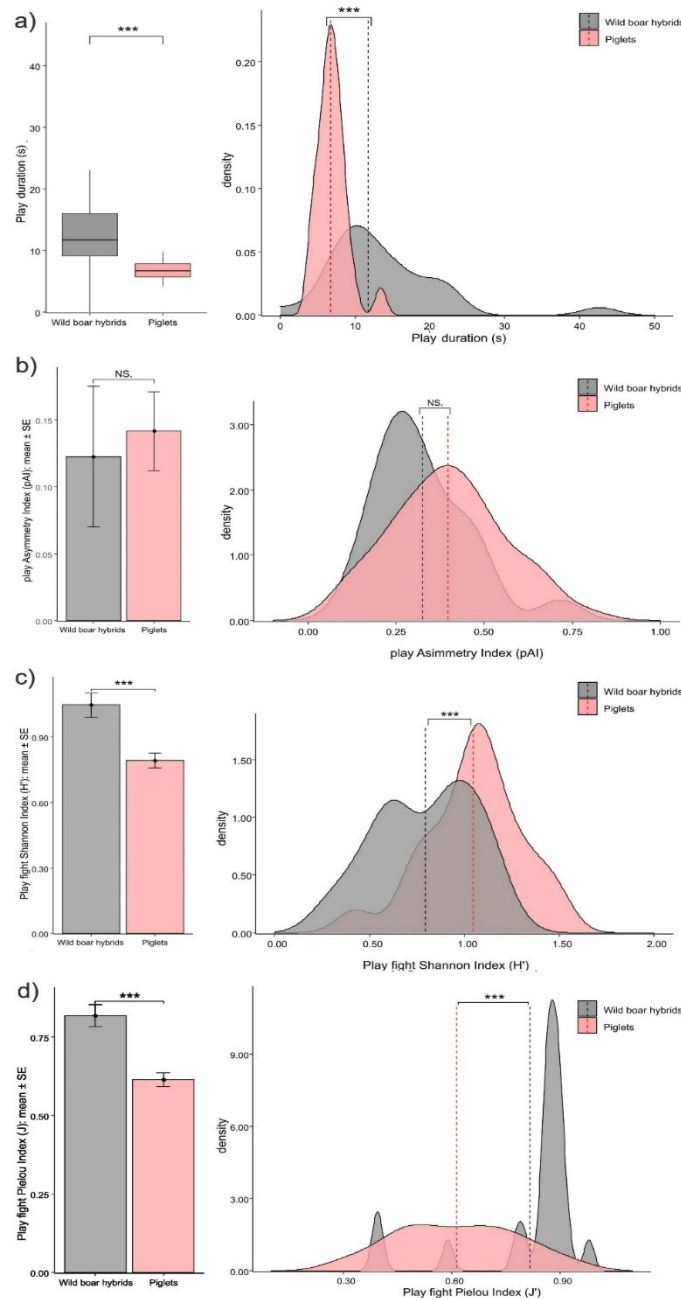 a)
***
Play duration (s)
40
30
20
10
0
Wild boar hybrids
Piglets
***
Wild boar hybrids
Piglets
density
0.20
0.15
0.10
0.05
0.00
0
10
20
30
40
50
Play duration (s)
b)
NS.
play Asymmetry Index (pAI): mean ± SE
0.15
0.10
0.05
0.00
Wild boar hybrids
Piglets
NS.
Wild boar hybrids
Piglets
density
3.00
2.00
1.00
0.00
0.00
0.25
0.50
0.75
1.00
play Asimmetry Index (pAI)
c)
***
Play fight Shannon Index (H'): mean ± SE
0.90
0.60
0.30
0.00
Wild boar hybrids
Piglets
***
Wild boar hybrids
Piglets
density
1.50
1.00
0.50
0.00
0.00
0.50
1.00
1.50
2.00
Play fight Shannon Index (H')
d)
***
Play fight Pielou Index (J): mean ± SE
0.75
0.50
0.25
0.00
Wild boar hybrids
Piglets
***
Wild boar hybrids
Piglets
density
9.00
6.00
3.00
0.00
0.30
0.60
0.90
Play fight Pielou Index (J')